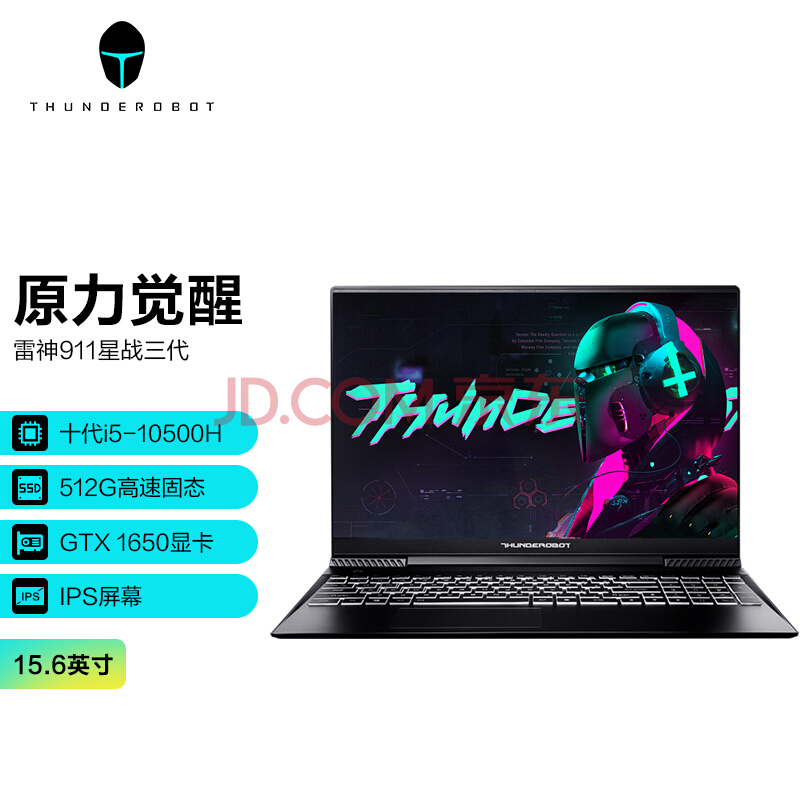 THUNDEROBOT
原力觉醒
雷神911星战三代
JD.COM 京东
THUNDE
十代i5-10500H
SSD
512G高速固态
GTX 1650显卡
IPS
IPS屏幕
THUNDEROBOT
15.6英寸